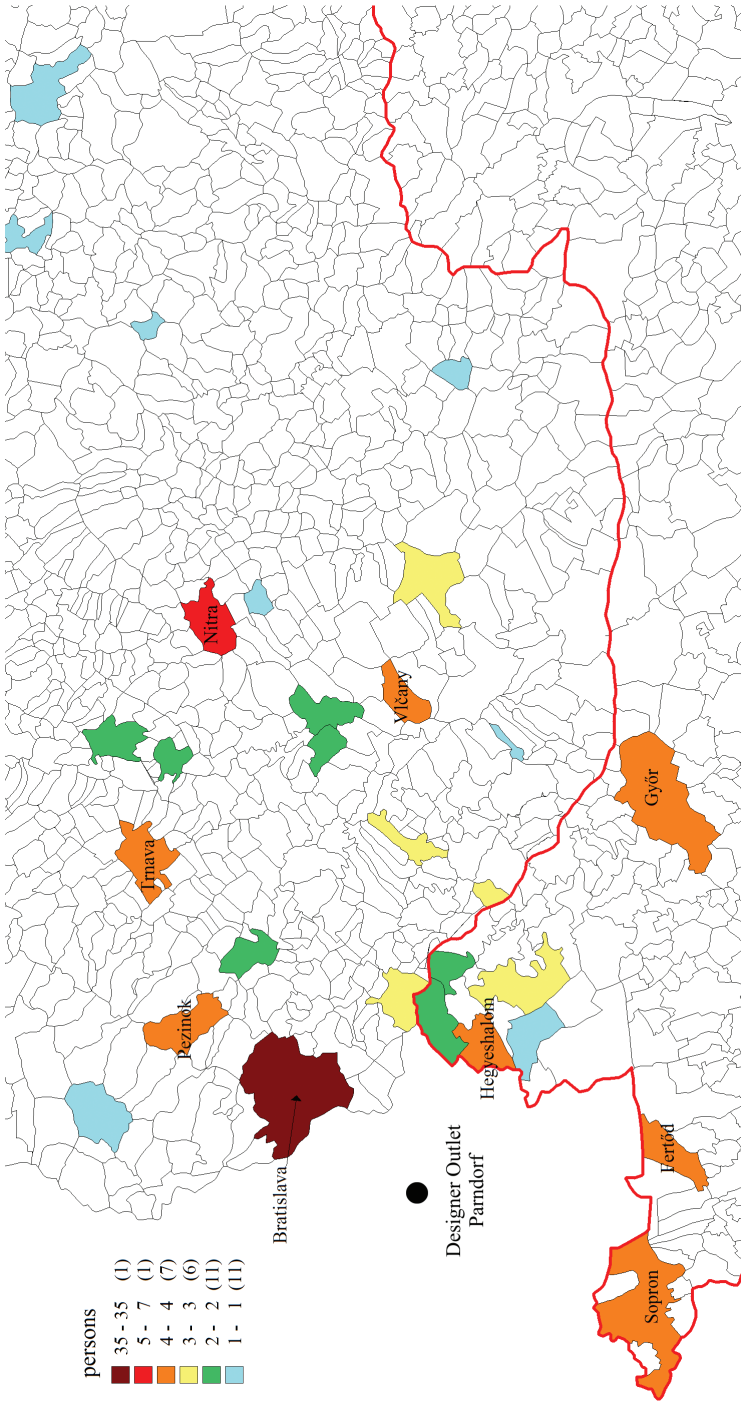 persons
35 - 35 (1)
5 - 7 (1)
4 - 4 (7)
3 - 3 (6)
2 - 2 (11)
1 - 1 (11)
Nitra
Vlčany
Győr
Trnava
Pezinok
Hegyeshalom
Bratislava
Designer Outlet
Parndorf
Fertőd
Sopron